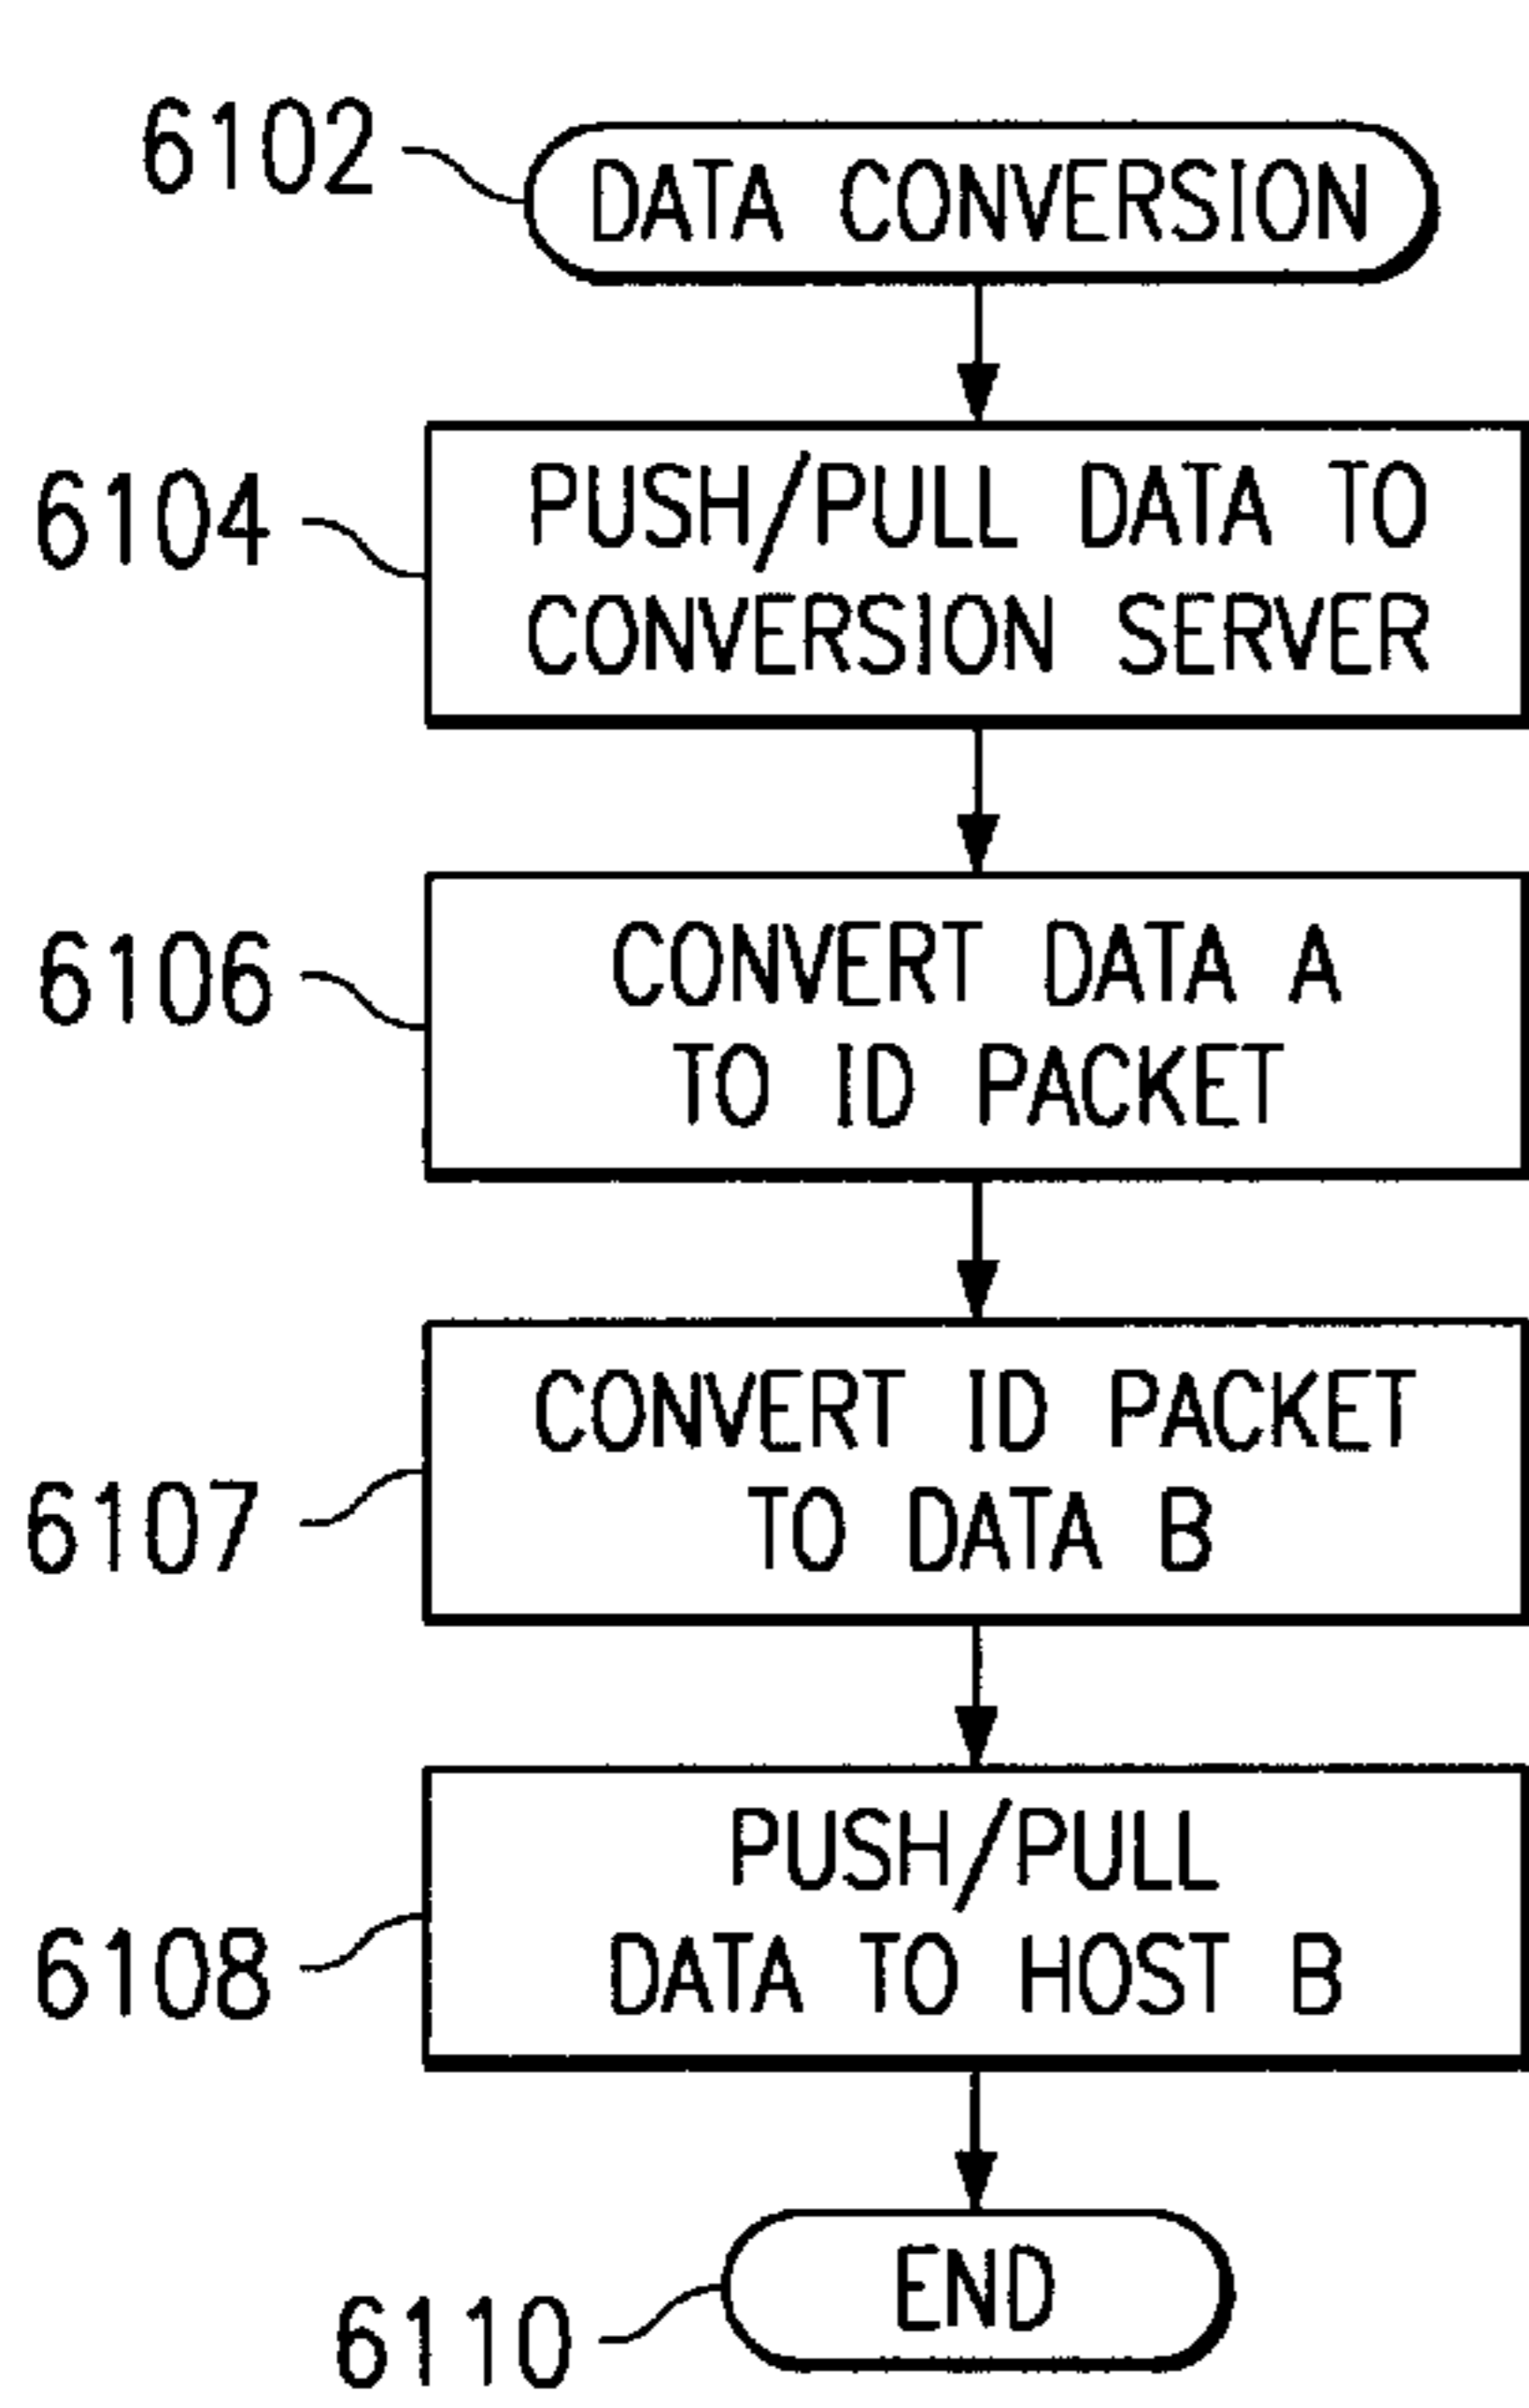 6102
DATA CONVERSION
6104
PUSH/PULL DATA TO
CONVERSION SERVER
6106
CONVERT DATA A
TO ID PACKET
6107
CONVERT ID PACKET
TO DATA B
6108
PUSH/PULL
DATA TO HOST B
6110
END